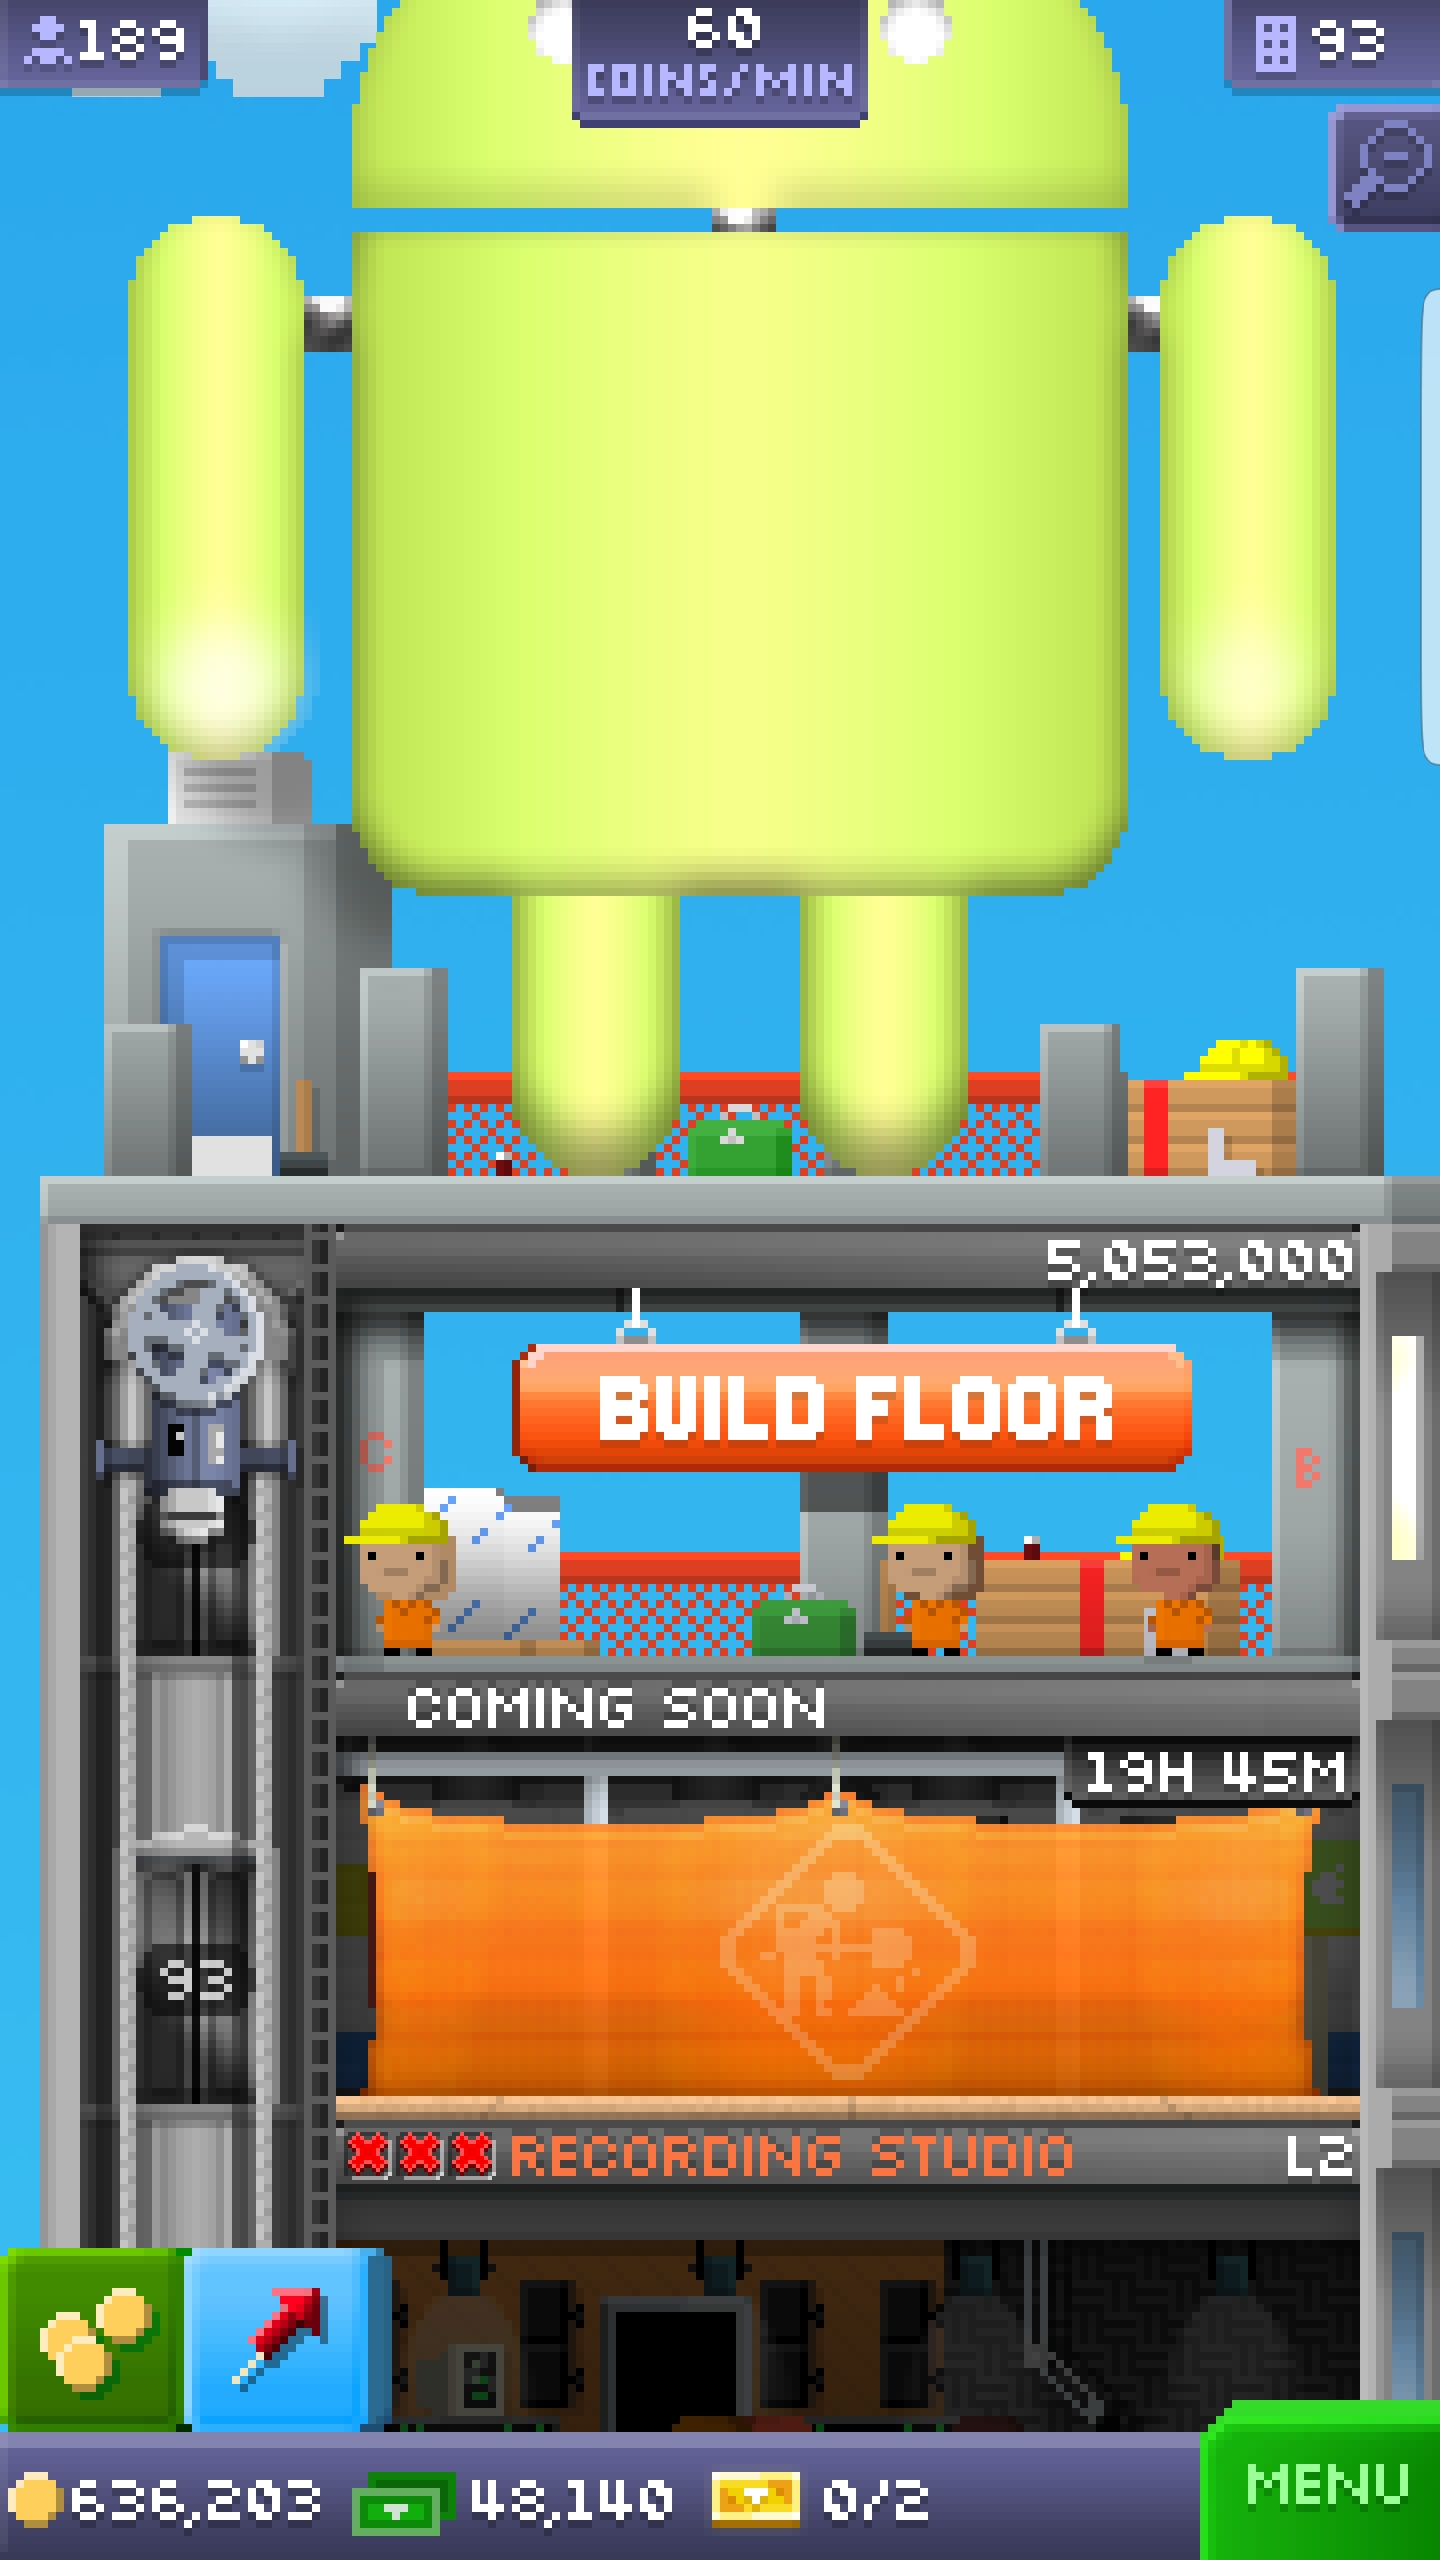 189
60
COINS/MIN
93
5,053,000
BUILD FLOOR
C
B
COMING SOON
19H 45M
93
RECORDING STUDIO L2
636,203 48,140 0/2
MENU